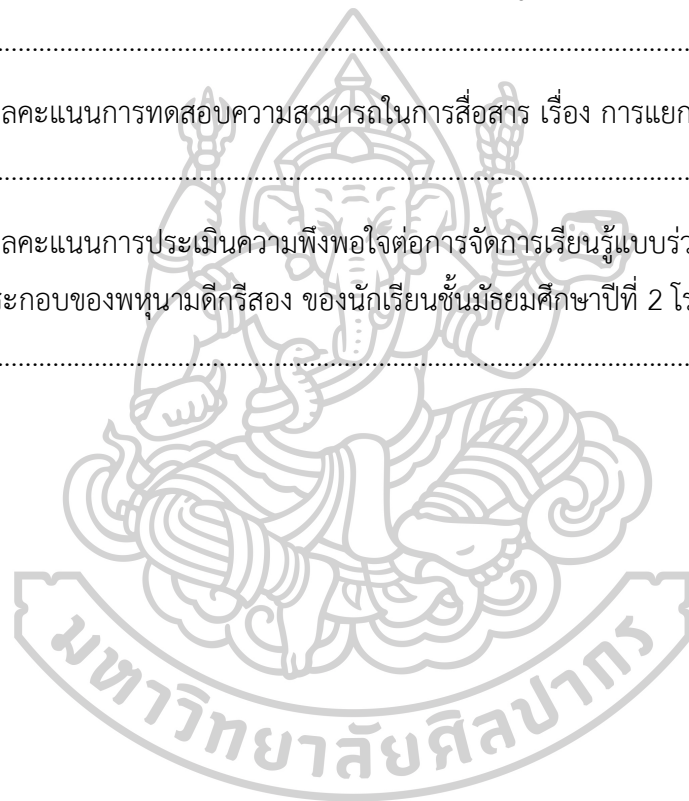 ........................................................................................................
ลคะแนนการทดสอบความสามารถในการสื่อสาร เรื่อง การแยก
........................................................................................................
ลคะแนนการประเมินความพึงพอใจต่อการจัดการเรียนรู้แบบร่ว
ะกอบของพหุนามดีกรีสอง ของนักเรียนชั้นมัธยมศึกษาปีที่ 2 โร
........................................................................................................
มหาวิทยาลัยศิลปากร